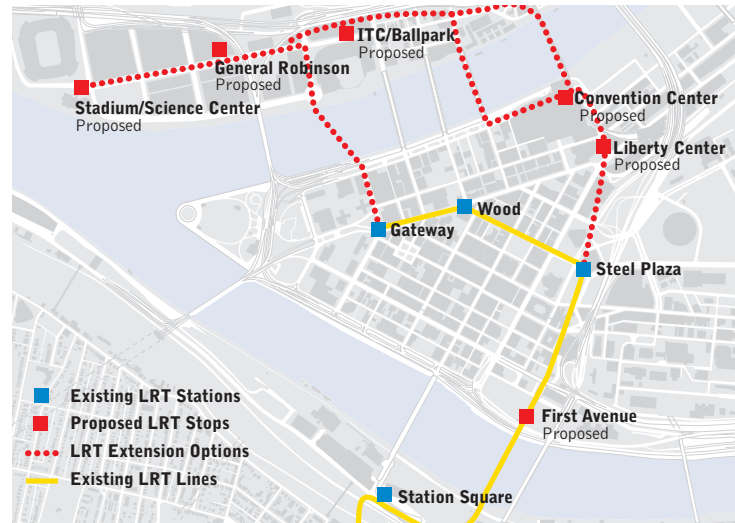 ITC/Ballpark
Proposed
General Robinson
Proposed
Stadium/Science Center
Proposed
Convention Center
Proposed
Liberty Center
Proposed
Wood
Gateway
Steel Plaza
First Avenue
Proposed
Station Square
Existing LRT Stations
Proposed LRT Stops
LRT Extension Options
Existing LRT Lines